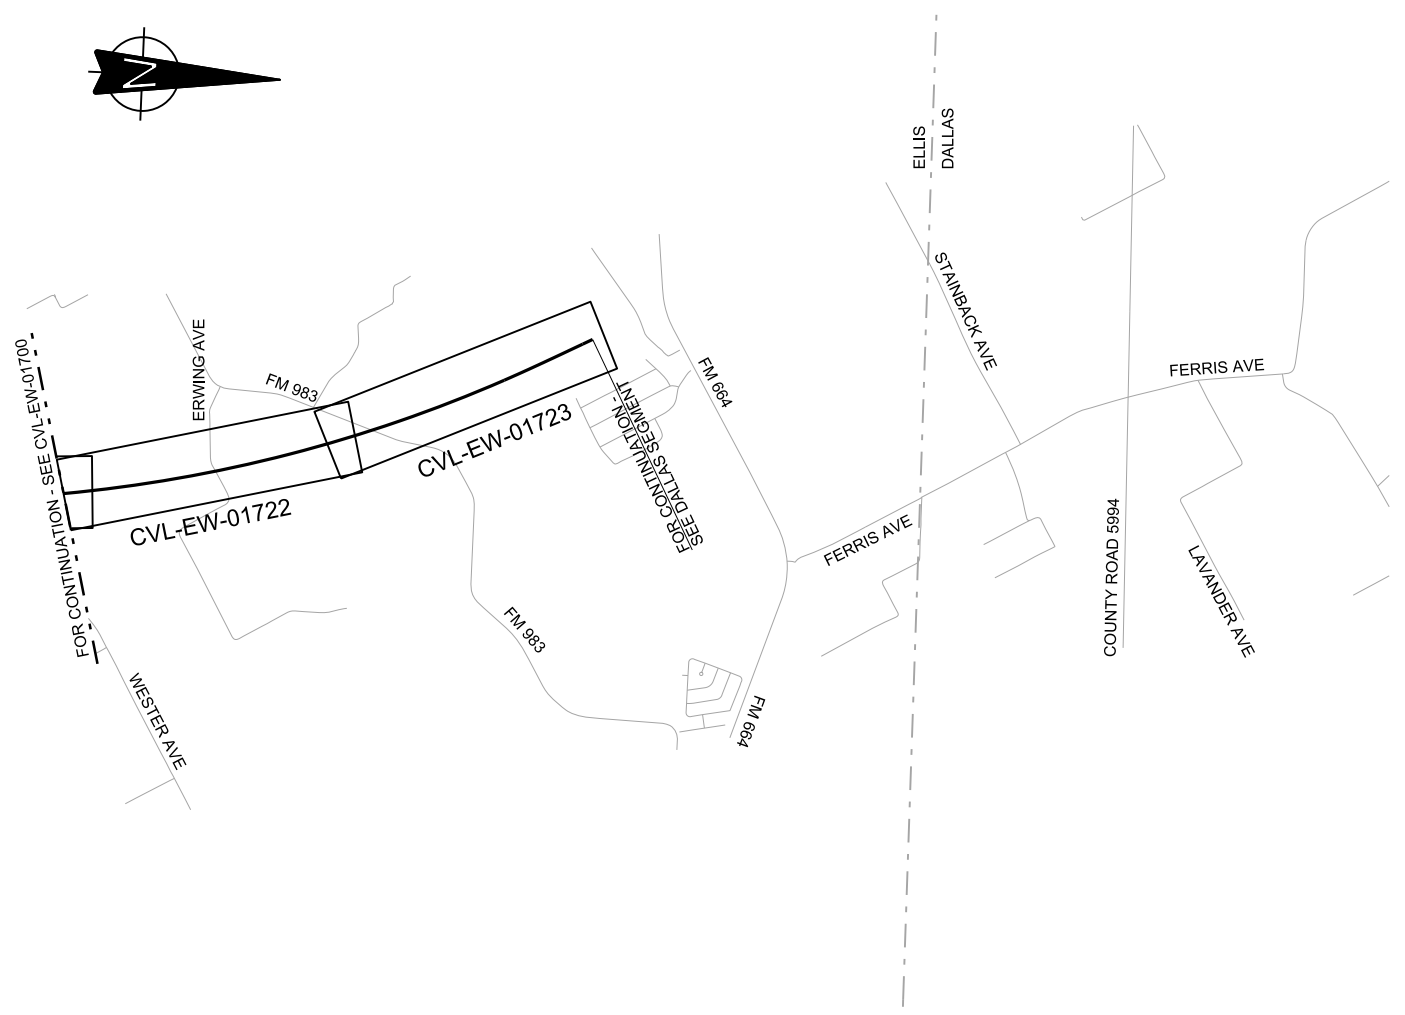 N
ELLIS
DALLAS
STAINBACK AVE
FOR CONTINUATION - SEE CVL-EW-01700
ERWING AVE
FM 983
FM 664
FERRIS AVE
CVL-EW-01723
CVL-EW-01722
FOR CONTINUATION -
SEE DALLAS SEGMENT
FERRIS AVE
COUNTY ROAD 5994
LAVANDER AVE
FM 983
WESTER AVE
FM 664